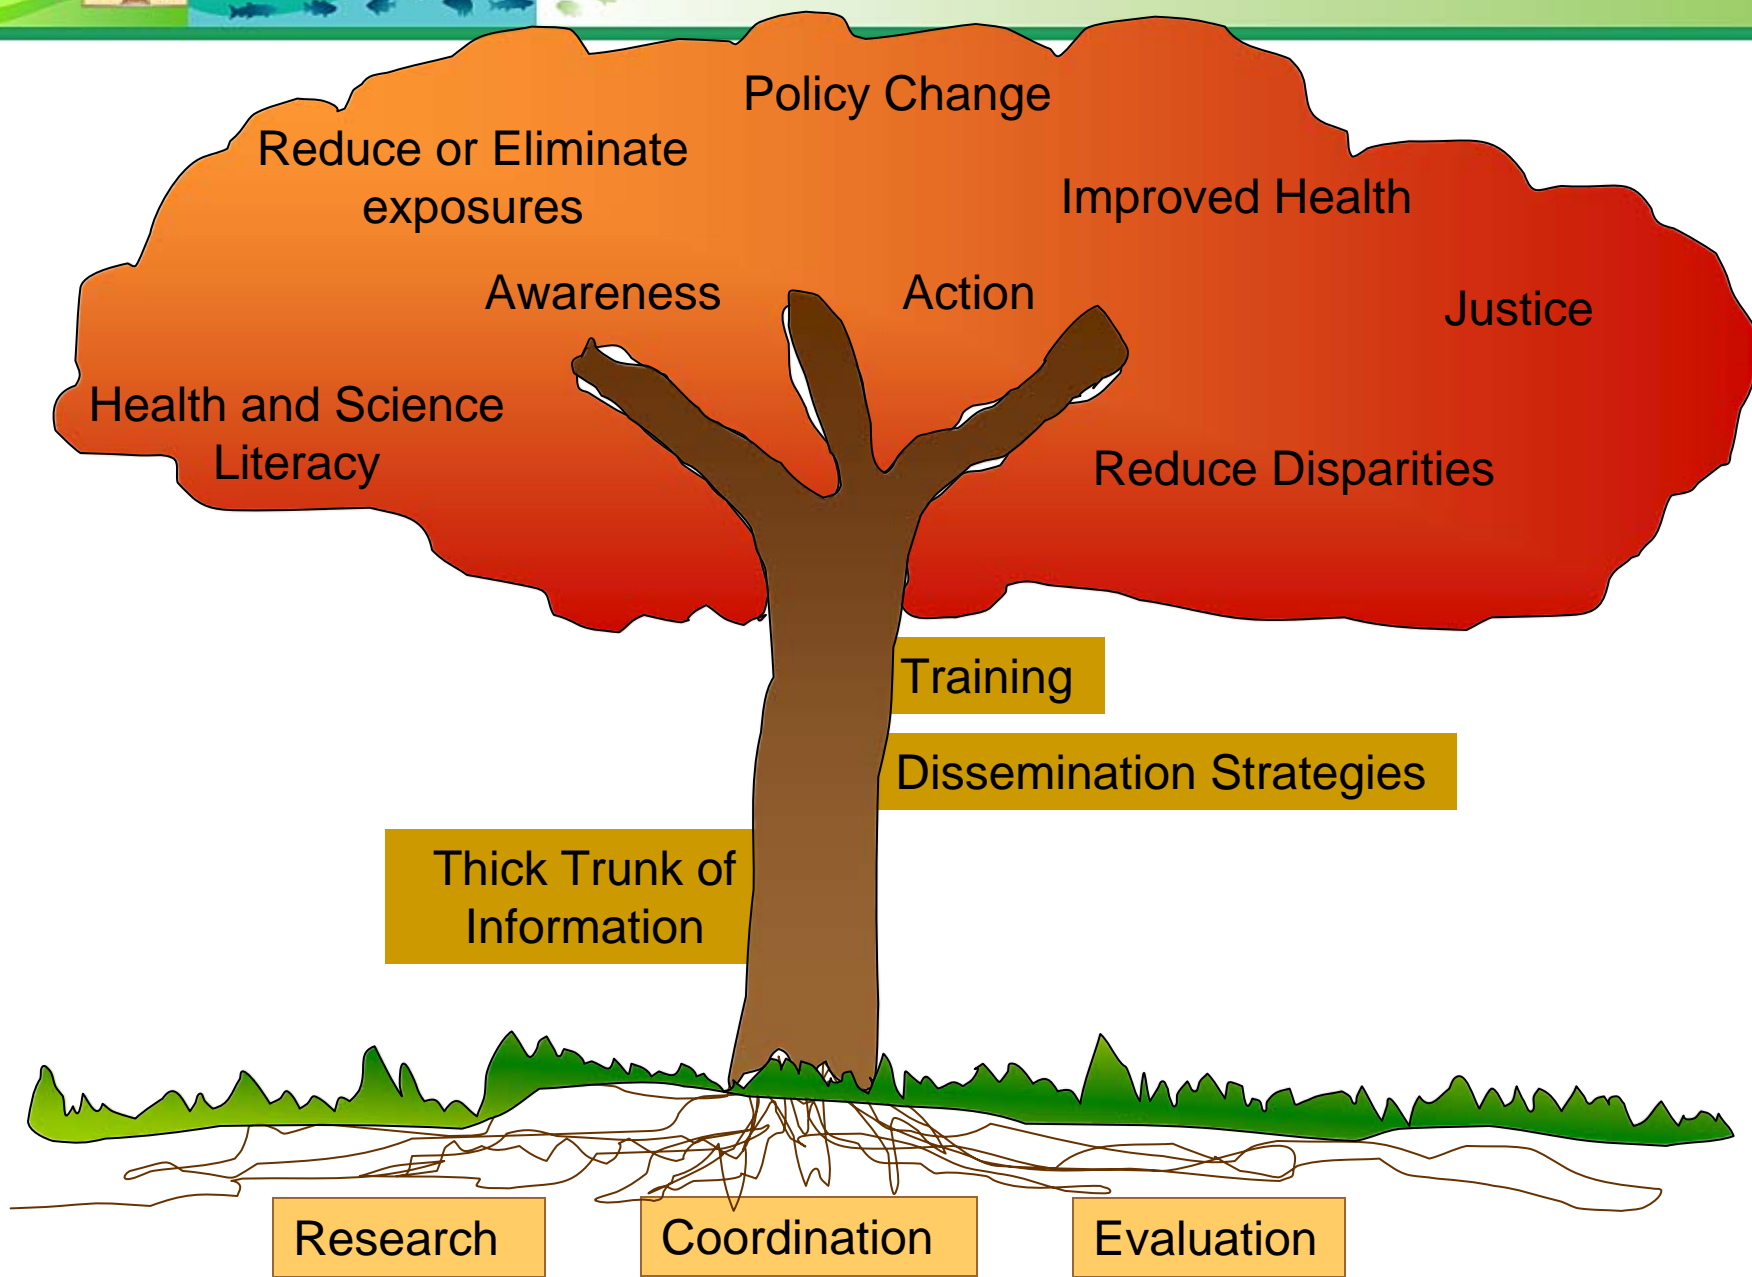 Policy Change
Reduce or Eliminate
exposures
Improved Health
Awareness
Action
Justice
Health and Science
Literacy
Reduce Disparities
Training
Dissemination Strategies
Thick Trunk of
Information
Research
Coordination
Evaluation